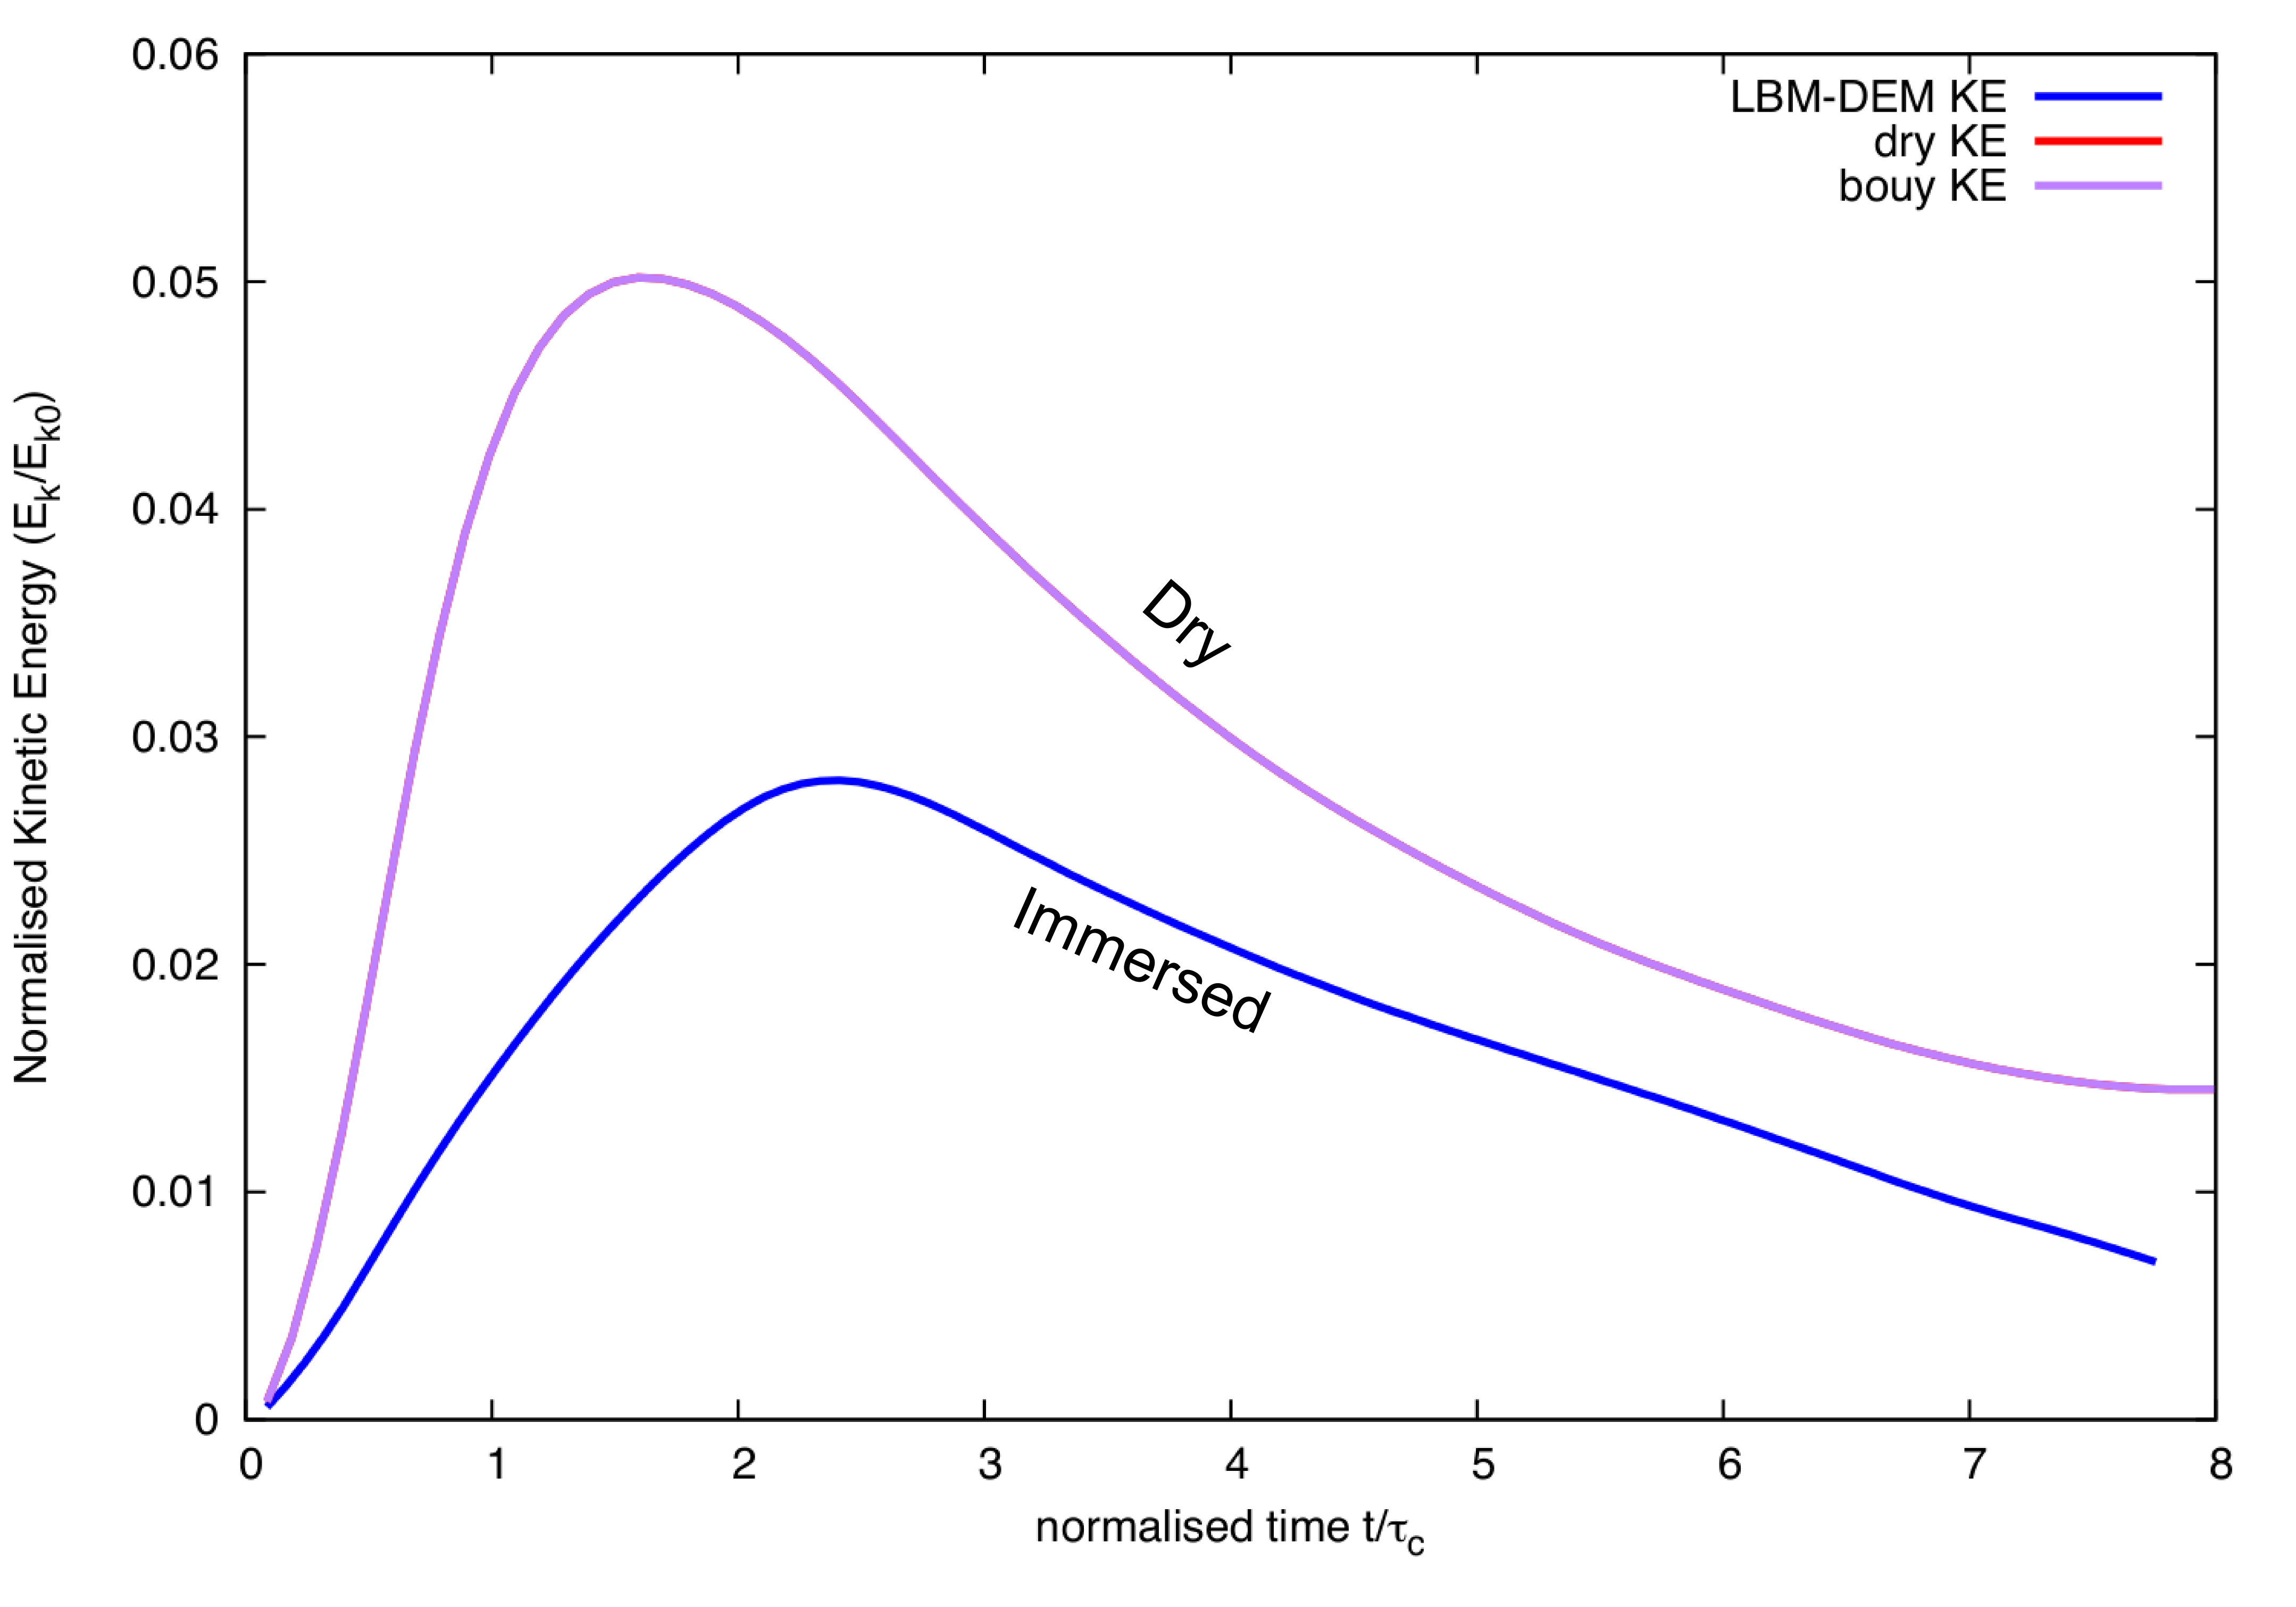 0.06
0.05
0.04
0.03
0.02
0.01
0
Normalised Kinetic Energy (Ek/Ek0)
LBM-DEM KE
dry KE
bouy KE
Dry
Immersed
0 1 2 3 4 5 6 7 8
normalised time t/τc